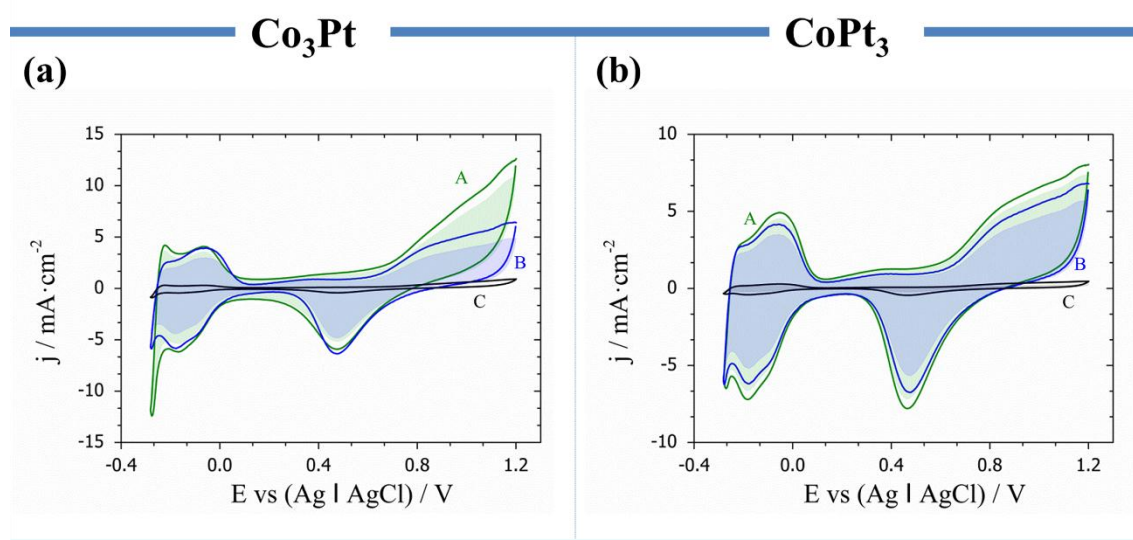 Co₃Pt
CoPt₃
(a)
(b)
15
10
5
0
-5
-10
-15
-0.4
0.0
0.4
0.8
1.2
j / mA·cm⁻²
E vs (Ag | AgCl) / V
A
B
C
10
5
0
-5
-10
-0.4
0.0
0.4
0.8
1.2
j / mA·cm⁻²
E vs (Ag | AgCl) / V
A
B
C